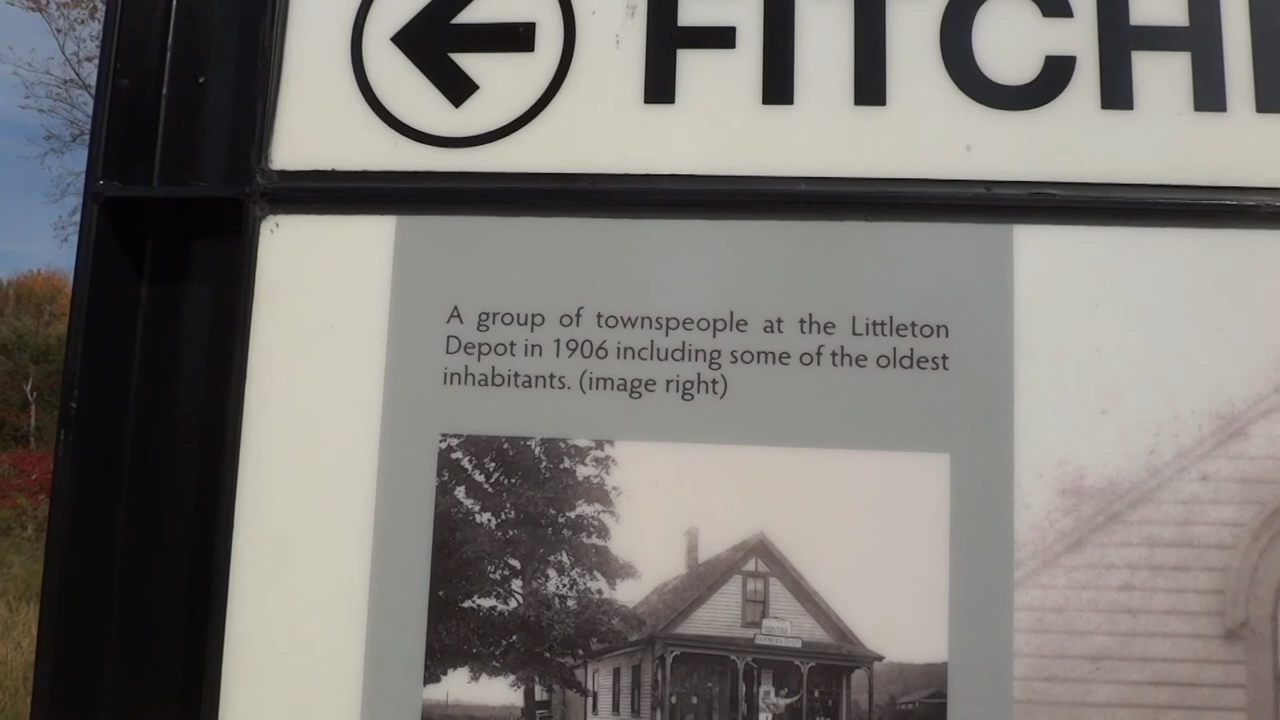 FITCH
A group of townspeople at the Littleton
Depot in 1906 including some of the oldest
inhabitants. (image right)